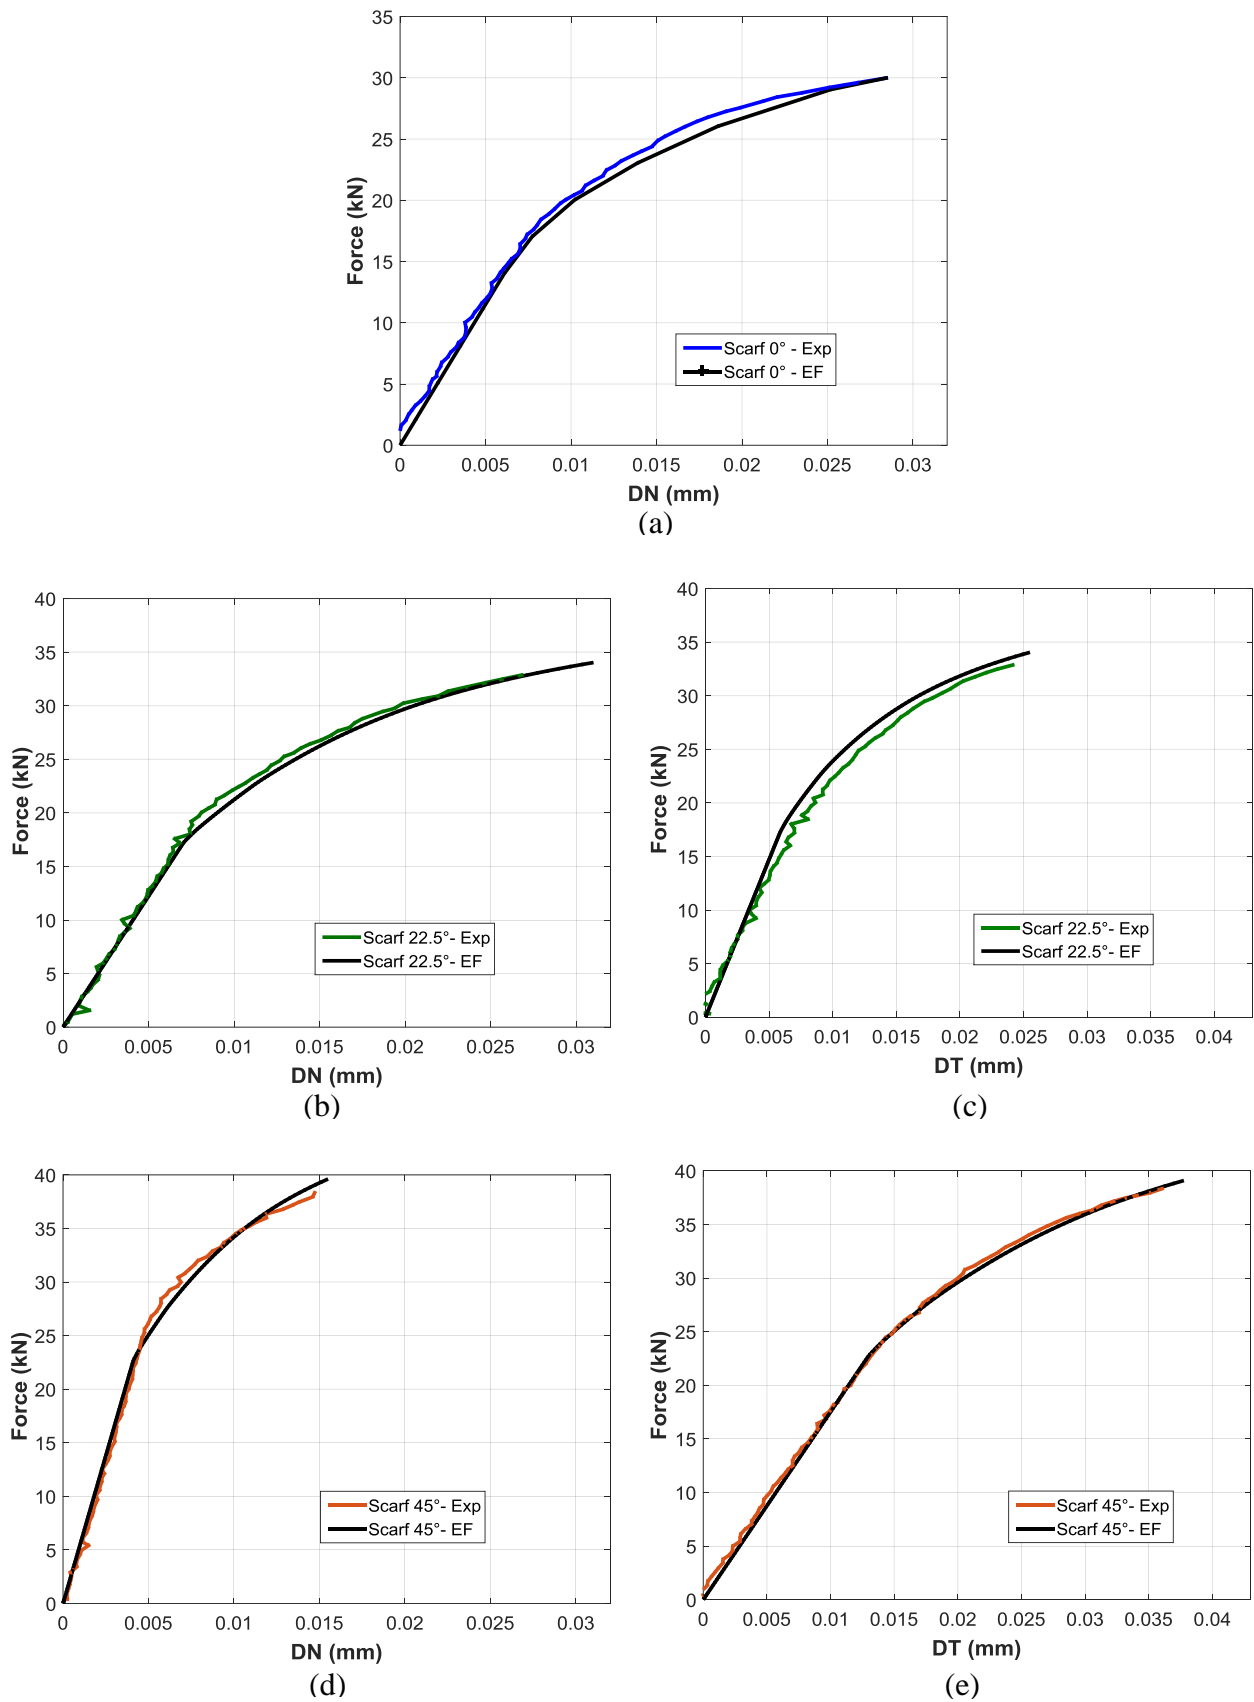 35
30
25
20
15
10
5
0
Force (kN)
Scarf 0° - Exp
Scarf 0° - EF
0 0.005 0.01 0.015 0.02 0.025 0.03
DN (mm)
(a)
40
35
30
25
20
15
10
5
0
Force (kN)
Scarf 22.5°- Exp
Scarf 22.5°- EF
0 0.005 0.01 0.015 0.02 0.025 0.03
DN (mm)
(b)
40
35
30
25
20
15
10
5
0
Force (kN)
Scarf 22.5°- Exp
Scarf 22.5°- EF
0 0.005 0.01 0.015 0.02 0.025 0.03 0.035 0.04
DT (mm)
(c)
40
35
30
25
20
15
10
5
0
Force (kN)
Scarf 45°- Exp
Scarf 45°- EF
0 0.005 0.01 0.015 0.02 0.025 0.03
DN (mm)
(d)
40
35
30
25
20
15
10
5
0
Force (kN)
Scarf 45°- Exp
Scarf 45°- EF
0 0.005 0.01 0.015 0.02 0.025 0.03 0.035 0.04
DT (mm)
(e)